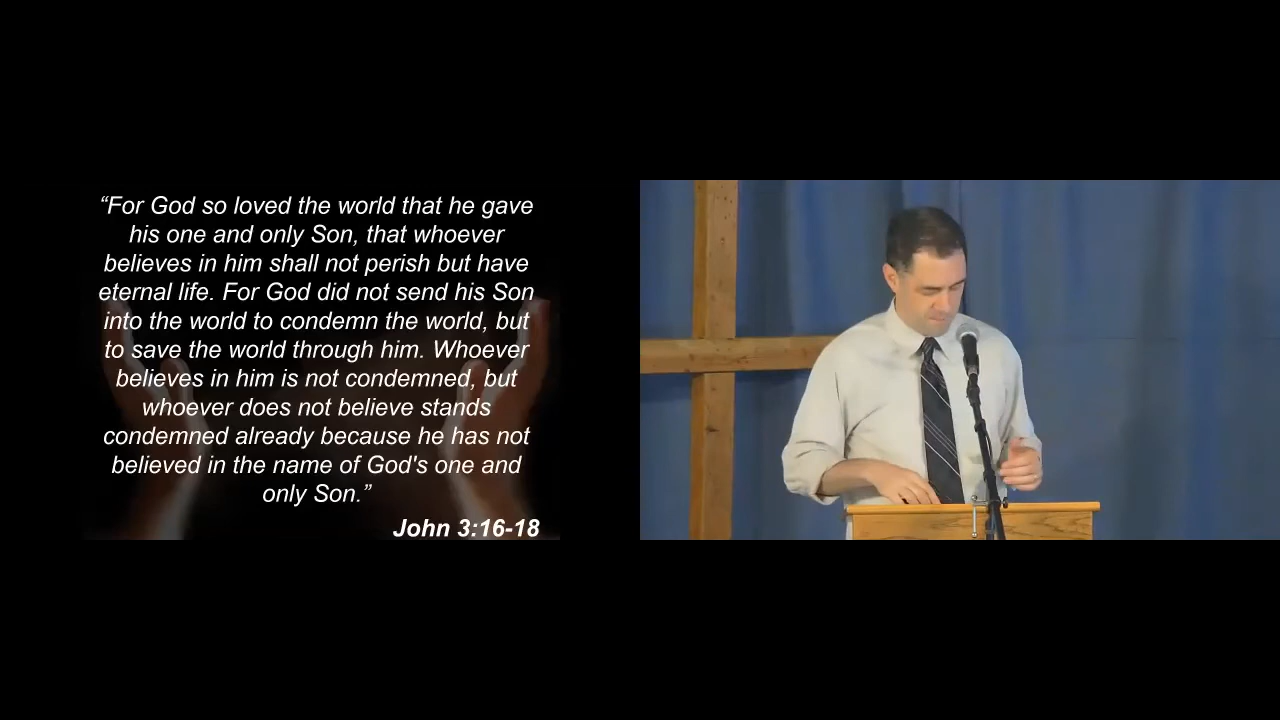 “For God so loved the world that he gave
his one and only Son, that whoever
believes in him shall not perish but have
eternal life. For God did not send his Son
into the world to condemn the world, but
to save the world through him. Whoever
believes in him is not condemned, but
whoever does not believe stands
condemned already because he has not
believed in the name of God's one and
only Son.”
John 3:16-18